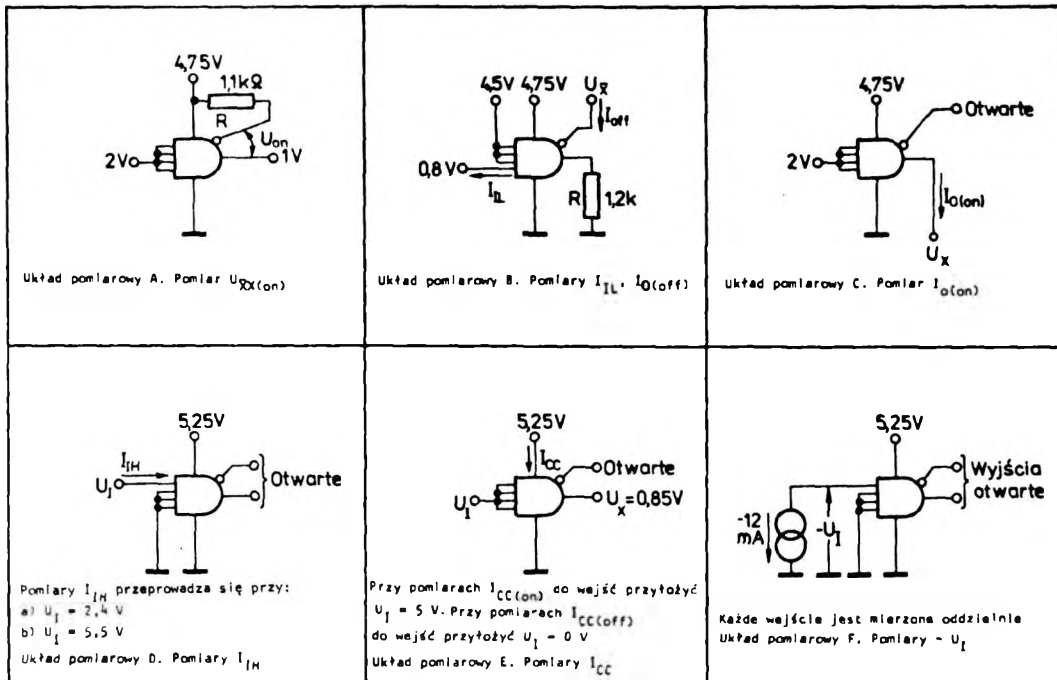 4,75V
1,1kΩ
R
U_on
2V
1V
Układ pomiarowy A. Pomiar U_X̅X(on)
4,5V 4,75V
U_X̅
I_off
0,8V
I_IL
R
1,2k
Układ pomiarowy B. Pomiary I_IL, I_O(off)
4,75V
Otwarte
2V
I_O(on)
U_X
Układ pomiarowy C. Pomiar I_o(on)
5,25V
I_IH
U_I
Otwarte
Pomiary I_IH przeprowadza się przy:
a) U_I = 2,4 V
b) U_I = 5,5 V
Układ pomiarowy D. Pomiary I_IH
5,25V
I_CC
Otwarte
U_I
U_X=0,85V
Przy pomiarach I_CC(on) do wejść przyłożyć
U_I = 5 V. Przy pomiarach I_CC(off)
do wejść przyłożyć U_I = 0 V
Układ pomiarowy E. Pomiary I_CC
5,25V
Wyjścia
otwarte
-12
mA
-U_I
Każde wejście jest mierzone oddzielnie
Układ pomiarowy F. Pomiary - U_I